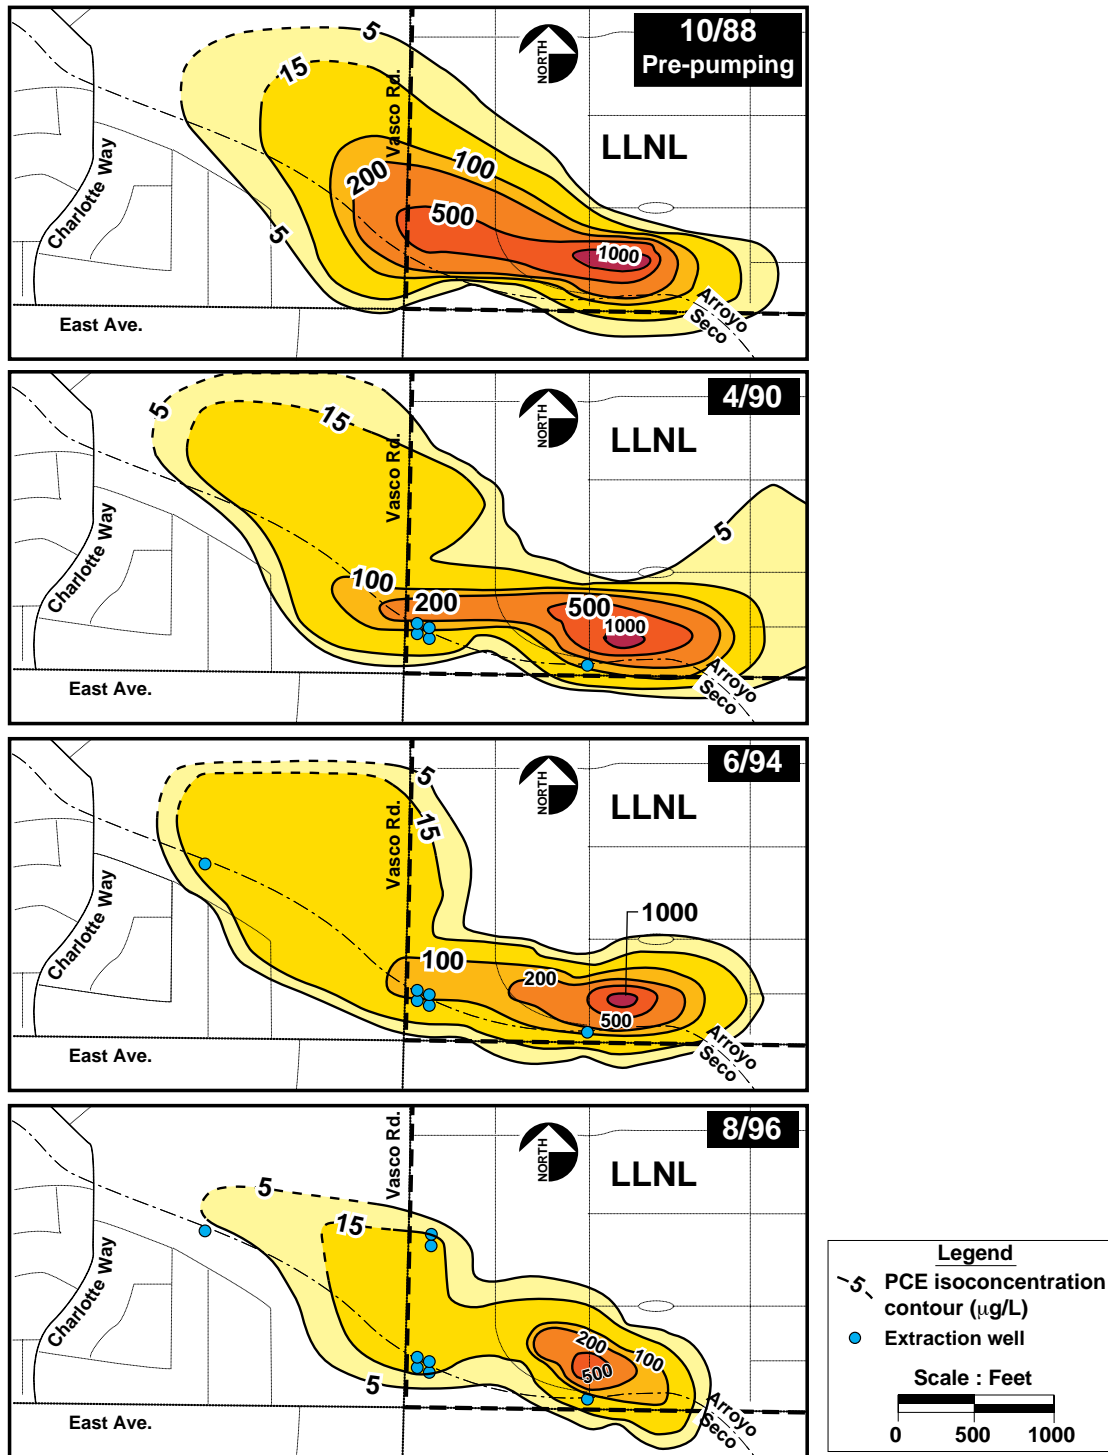 10/88
Pre-pumping
5
15
NORTH
Vasco Rd.
LLNL
Charlotte Way
200
100
500
1000
5
Arroyo
Seco
East Ave.
4/90
5
15
NORTH
Vasco Rd.
LLNL
Charlotte Way
5
100
200
500
1000
Arroyo
Seco
East Ave.
6/94
5
15
NORTH
Vasco Rd.
LLNL
Charlotte Way
1000
100
200
500
Arroyo
Seco
East Ave.
8/96
5
15
NORTH
Vasco Rd.
LLNL
Charlotte Way
200
100
500
5
Arroyo
Seco
East Ave.
Legend
5 PCE isoconcentration
contour (µg/L)
Extraction well
Scale : Feet
0 500 1000